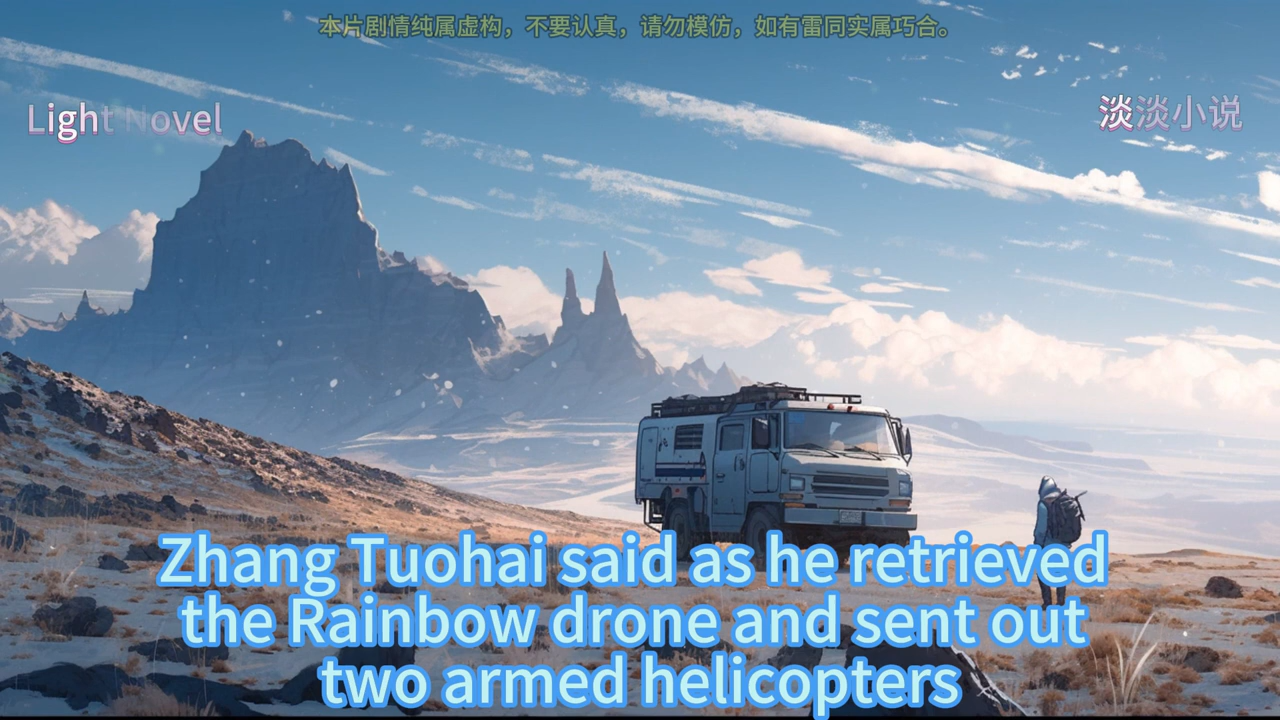 本片剧情纯属虚构，不要认真，请勿模仿，如有雷同实属巧合。
Light Novel
淡淡小说
Zhang Tuohai said as he retrieved
the Rainbow drone and sent out
two armed helicopters